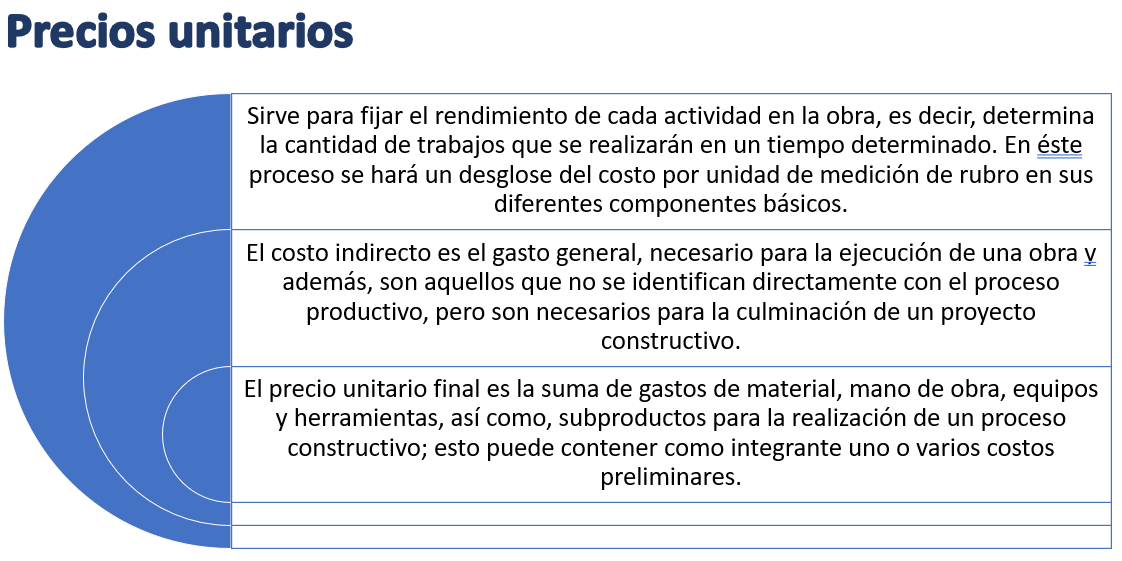 Precios unitarios
Sirve para fijar el rendimiento de cada actividad en la obra, es decir, determina
la cantidad de trabajos que se realizarán en un tiempo determinado. En éste
proceso se hará un desglose del costo por unidad de medición de rubro en sus
diferentes componentes básicos.
El costo indirecto es el gasto general, necesario para la ejecución de una obra y
además, son aquellos que no se identifican directamente con el proceso
productivo, pero son necesarios para la culminación de un proyecto
constructivo.
El precio unitario final es la suma de gastos de material, mano de obra, equipos
y herramientas, así como, subproductos para la realización de un proceso
constructivo; esto puede contener como integrante uno o varios costos
preliminares.